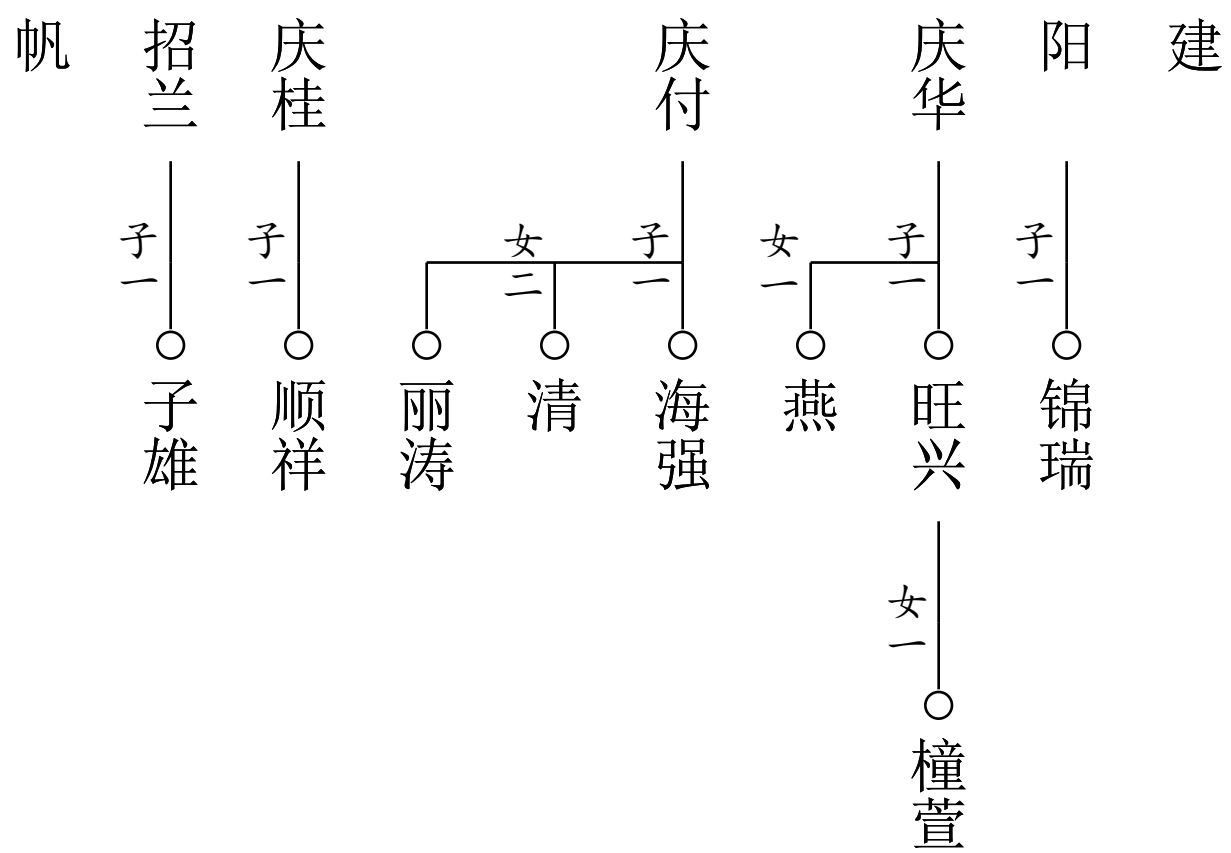 建
阳
庆华
庆付
庆桂
招兰
帆
子一
子一
女一
子一
女二
子一
子一
锦瑞
旺兴
燕
海强
清
丽涛
顺祥
子雄
女一
橦萱